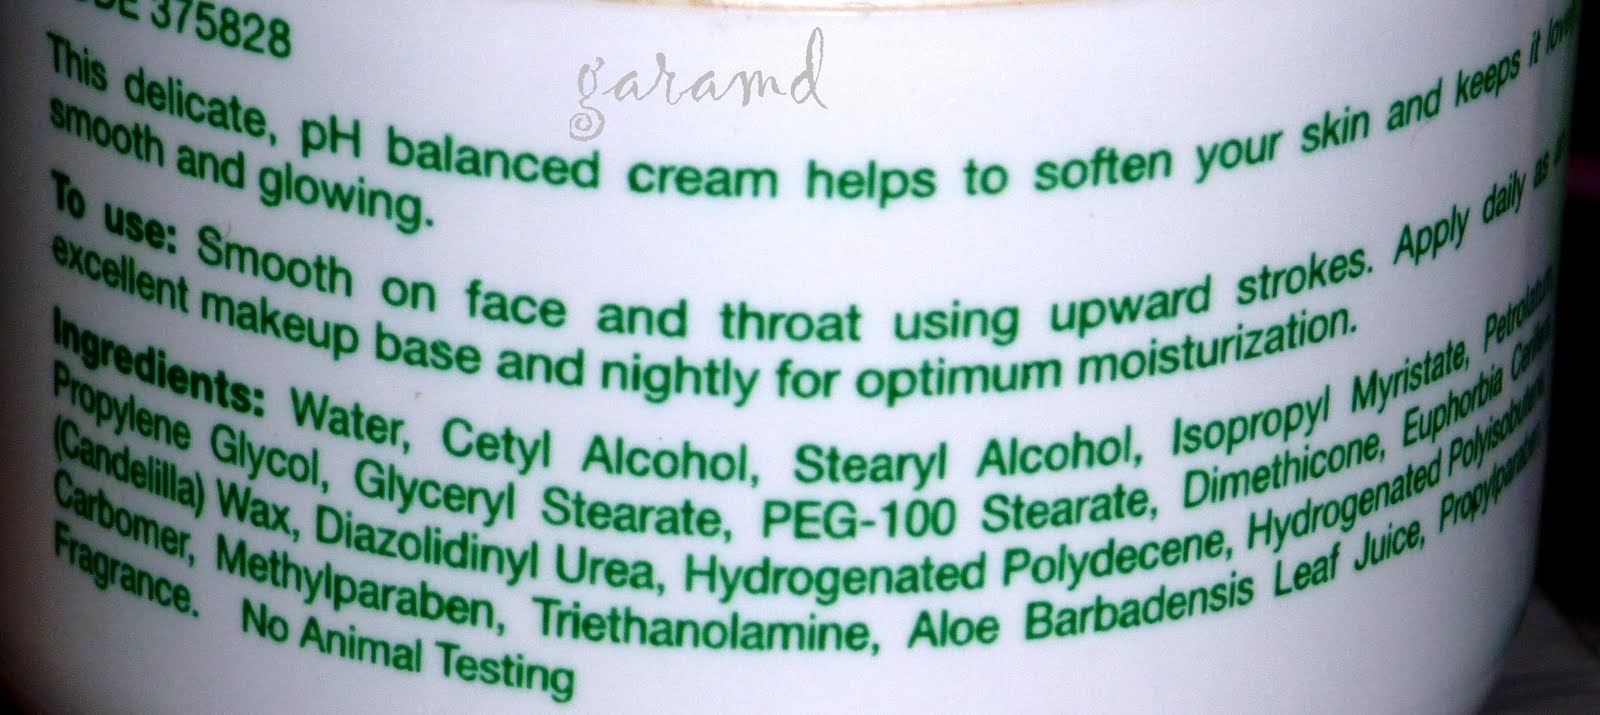 375828
garamd
This delicate, pH balanced cream helps to soften your skin and keeps it
smooth and glowing.
To use: Smooth on face and throat using upward strokes. Apply daily as
excellent makeup base and nightly for optimum moisturization.
Ingredients: Water, Cetyl Alcohol, Stearyl Alcohol, Isopropyl Myristate, Petrolatum
Propylene Glycol, Glyceryl Stearate, PEG-100 Stearate, Dimethicone, Euphorbia
(Candelilla) Wax, Diazolidinyl Urea, Hydrogenated Polydecene, Hydrogenated
Carbomer, Methylparaben, Triethanolamine, Aloe Barbadensis Leaf Juice,
Fragrance. No Animal Testing